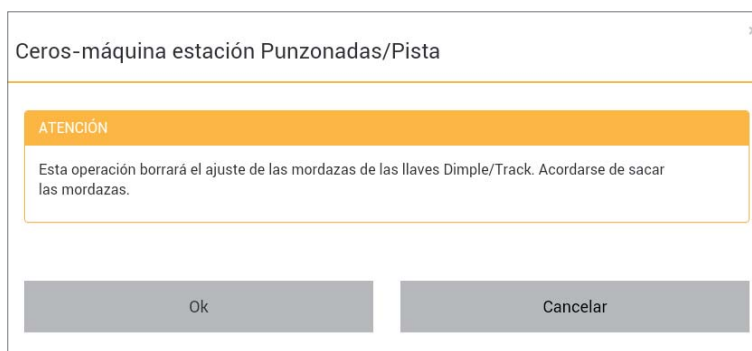 Ceros-máquina estación Punzonadas/Pista
ATENCIÓN
Esta operación borrará el ajuste de las mordazas de las llaves Dimple/Track. Acordarse de sacar
las mordazas.
Ok
Cancelar